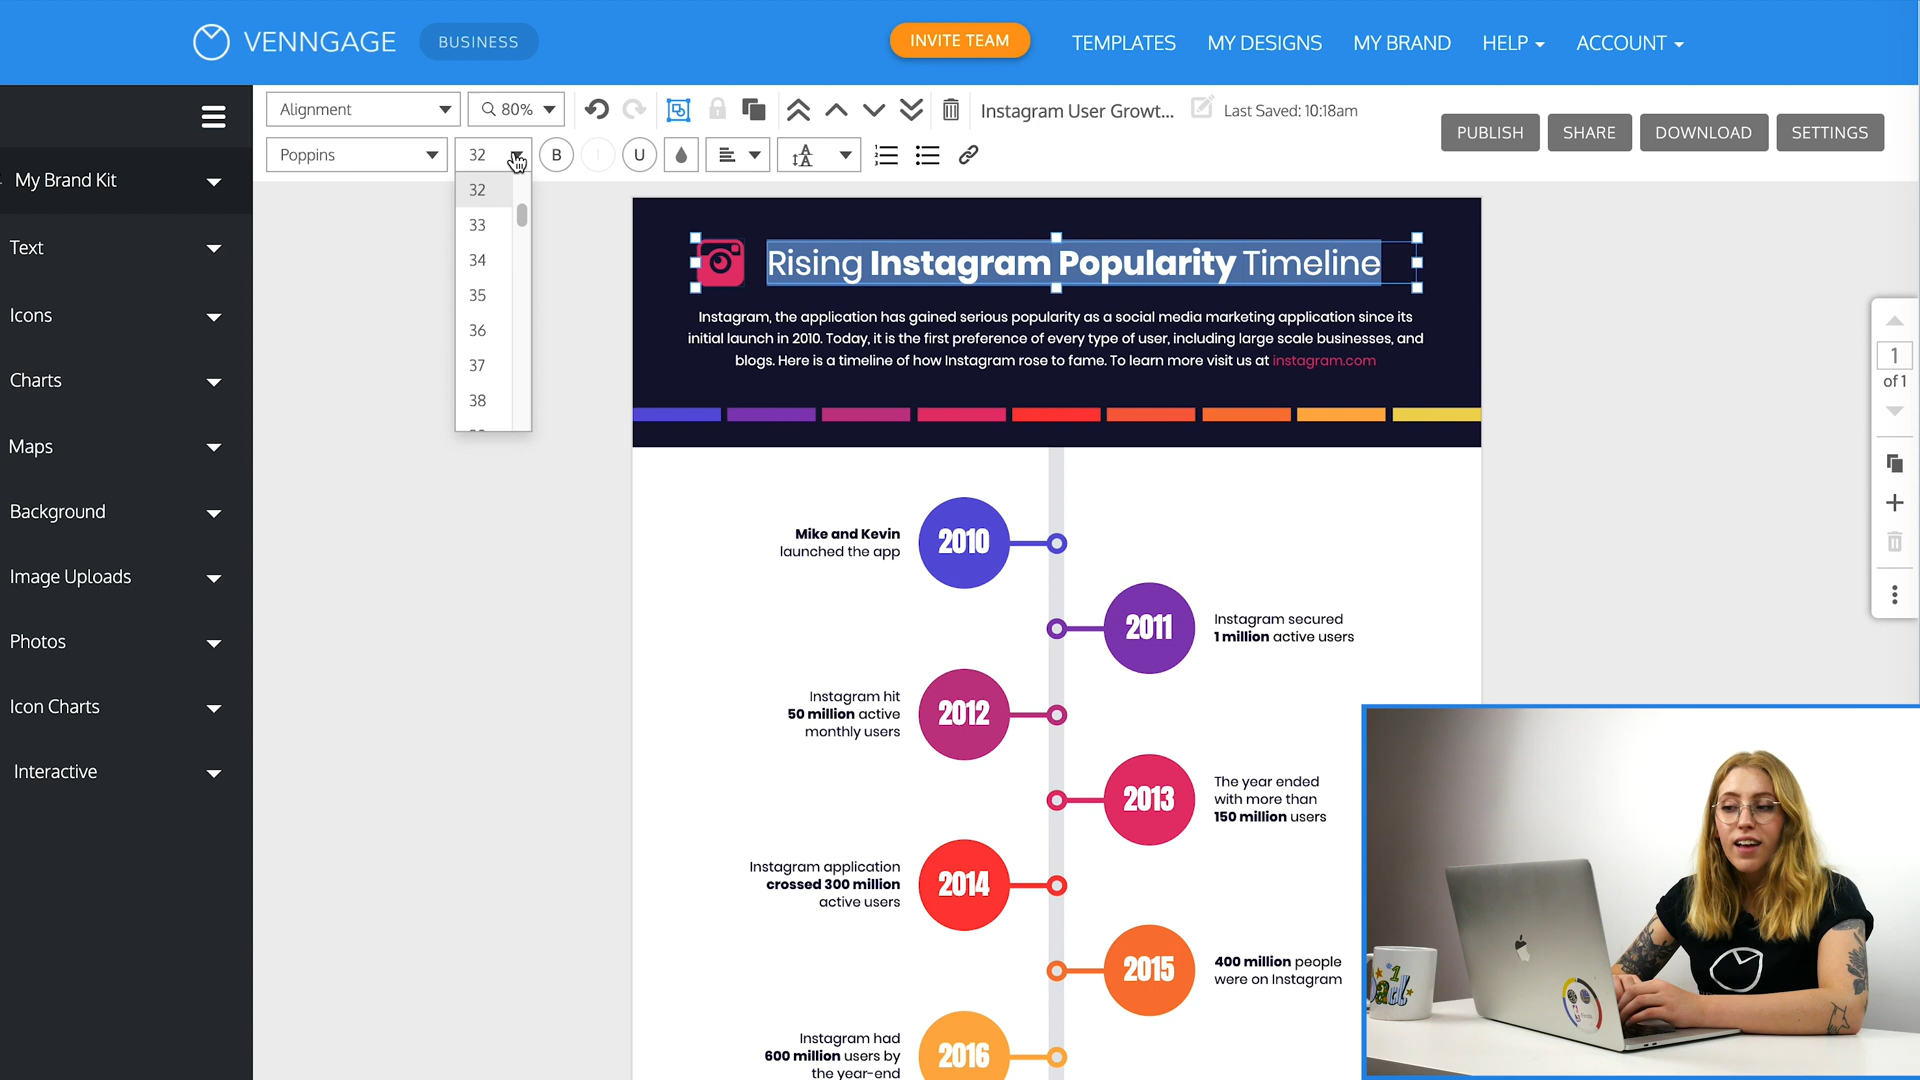 VENNGAGE
BUSINESS
INVITE TEAM
TEMPLATES
MY DESIGNS
MY BRAND
HELP
ACCOUNT
Alignment
80%
Instagram User Growt...
Last Saved: 10:18am
PUBLISH
SHARE
DOWNLOAD
SETTINGS
Poppins
32
B
I
U
My Brand Kit
Text
Icons
Charts
Maps
Background
Image Uploads
Photos
Icon Charts
Interactive
32
33
34
35
36
37
38
Rising Instagram Popularity Timeline
Instagram, the application has gained serious popularity as a social media marketing application since its
initial launch in 2010. Today, it is the first preference of every type of user, including large scale businesses, and
blogs. Here is a timeline of how Instagram rose to fame. To learn more visit us at instagram.com
1
of 1
Mike and Kevin
launched the app
2010
2011
Instagram secured
1 million active users
Instagram hit
50 million active
monthly users
2012
2013
The year ended
with more than
150 million users
Instagram application
crossed 300 million
active users
2014
2015
400 million people
were on Instagram
Instagram had
600 million users by
the year-end
2016
#1
Dad